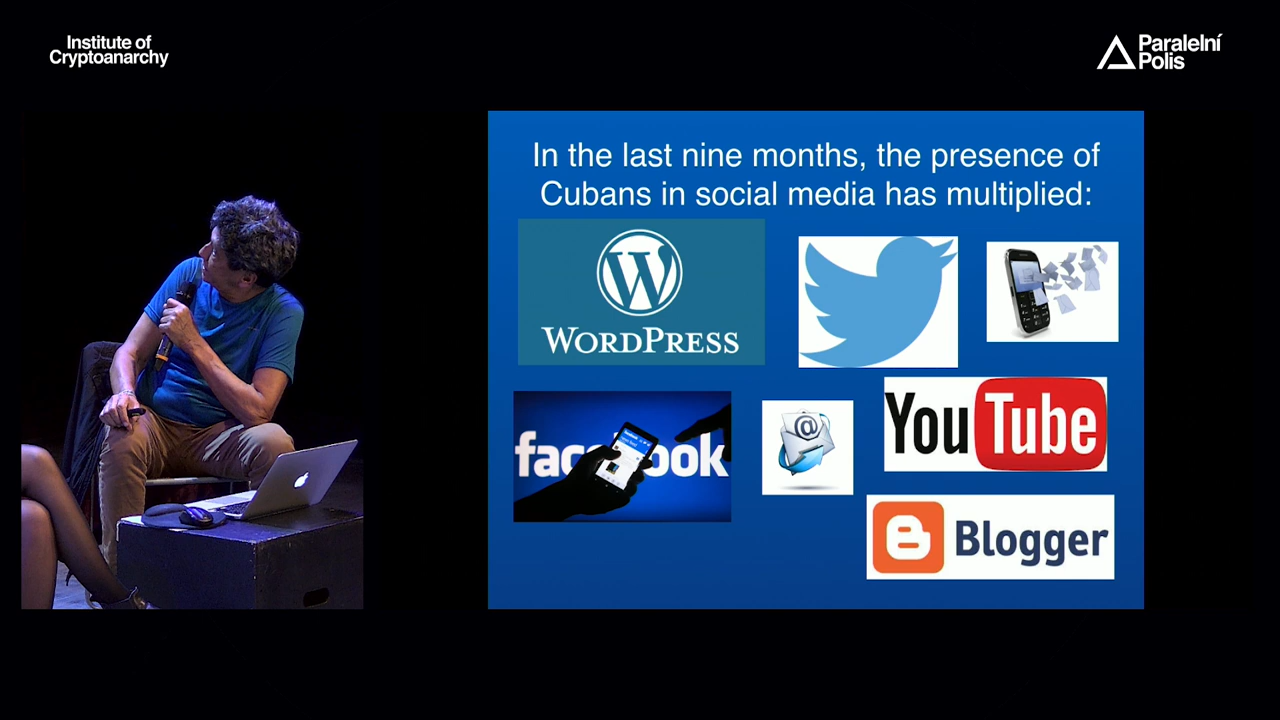 Institute of
Cryptoanarchy
Paralelní
Polis
In the last nine months, the presence of
Cubans in social media has multiplied:
WORDPRESS
facebook
@
YouTube
Blogger